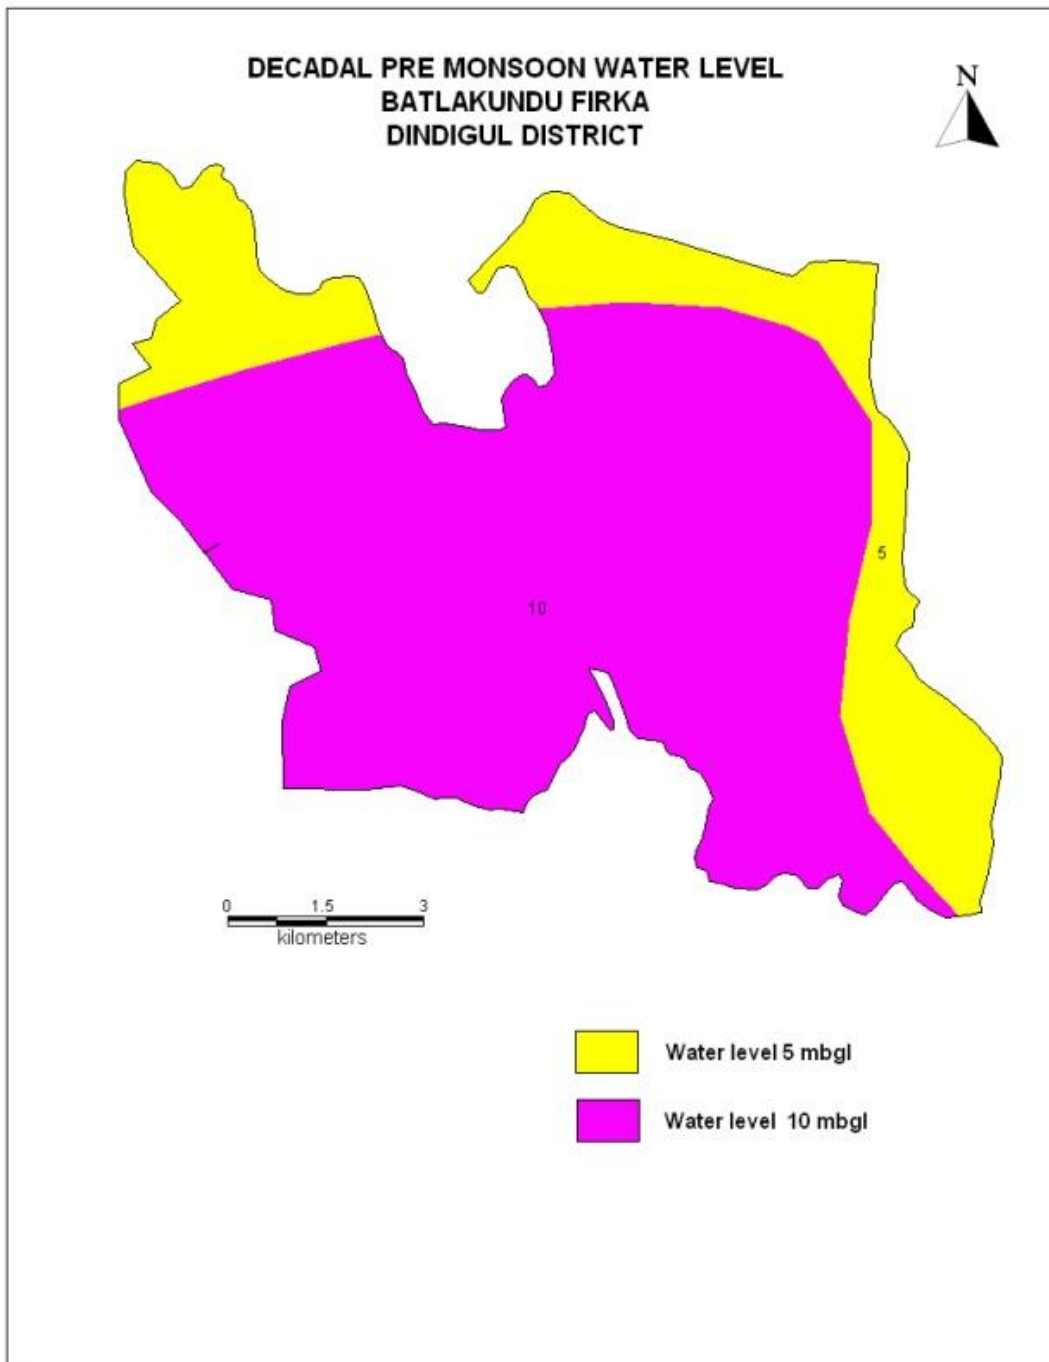 DECADAL PRE MONSOON WATER LEVEL
BATLAKUNDU FIRKA
DINDIGUL DISTRICT
N
5
10
0 1.5 3
kilometers
Water level 5 mbgl
Water level 10 mbgl